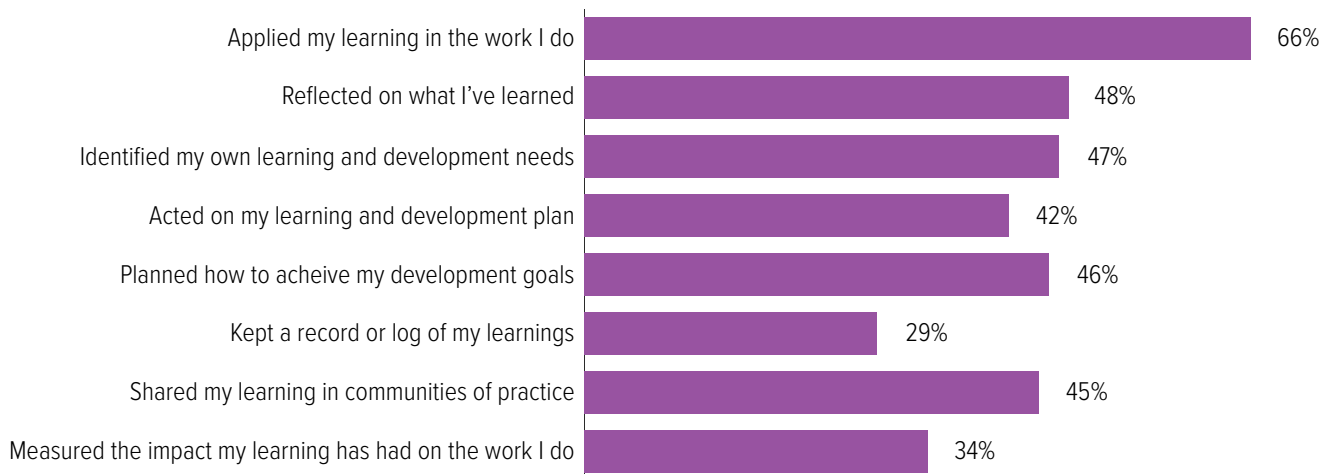 Applied my learning in the work I do 66%
Reflected on what I’ve learned 48%
Identified my own learning and development needs 47%
Acted on my learning and development plan 42%
Planned how to acheive my development goals 46%
Kept a record or log of my learnings 29%
Shared my learning in communities of practice 45%
Measured the impact my learning has had on the work I do 34%